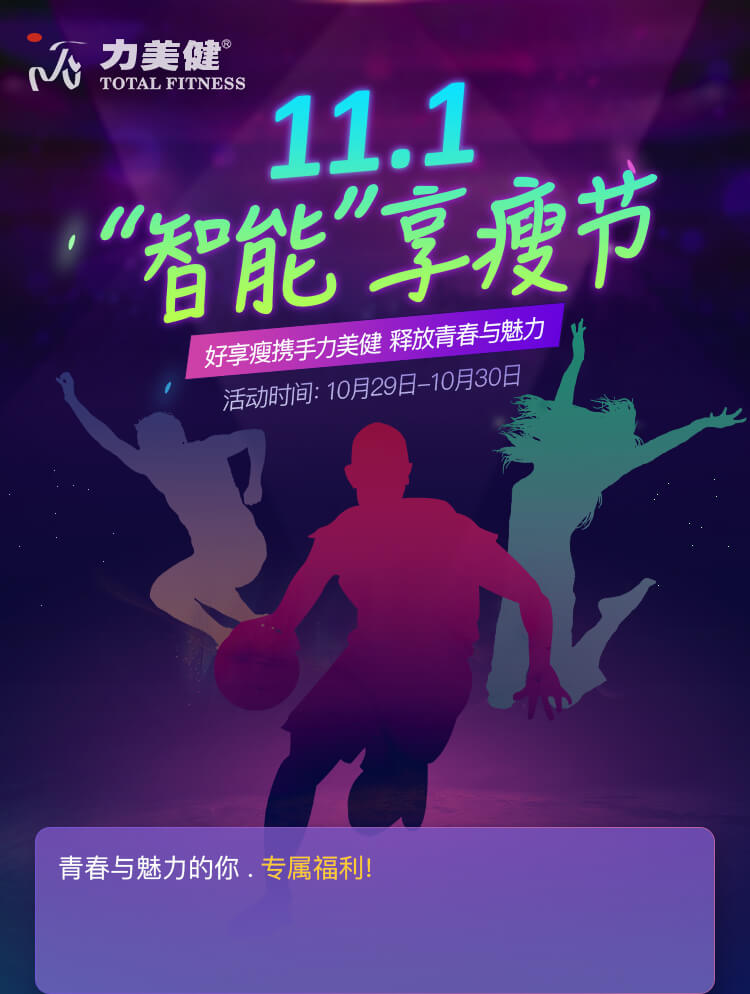 力美健®
TOTAL FITNESS
11.1
“智能”享瘦节
好享瘦携手力美健 释放青春与魅力
活动时间: 10月29日–10月30日
青春与魅力的你 . 专属福利!